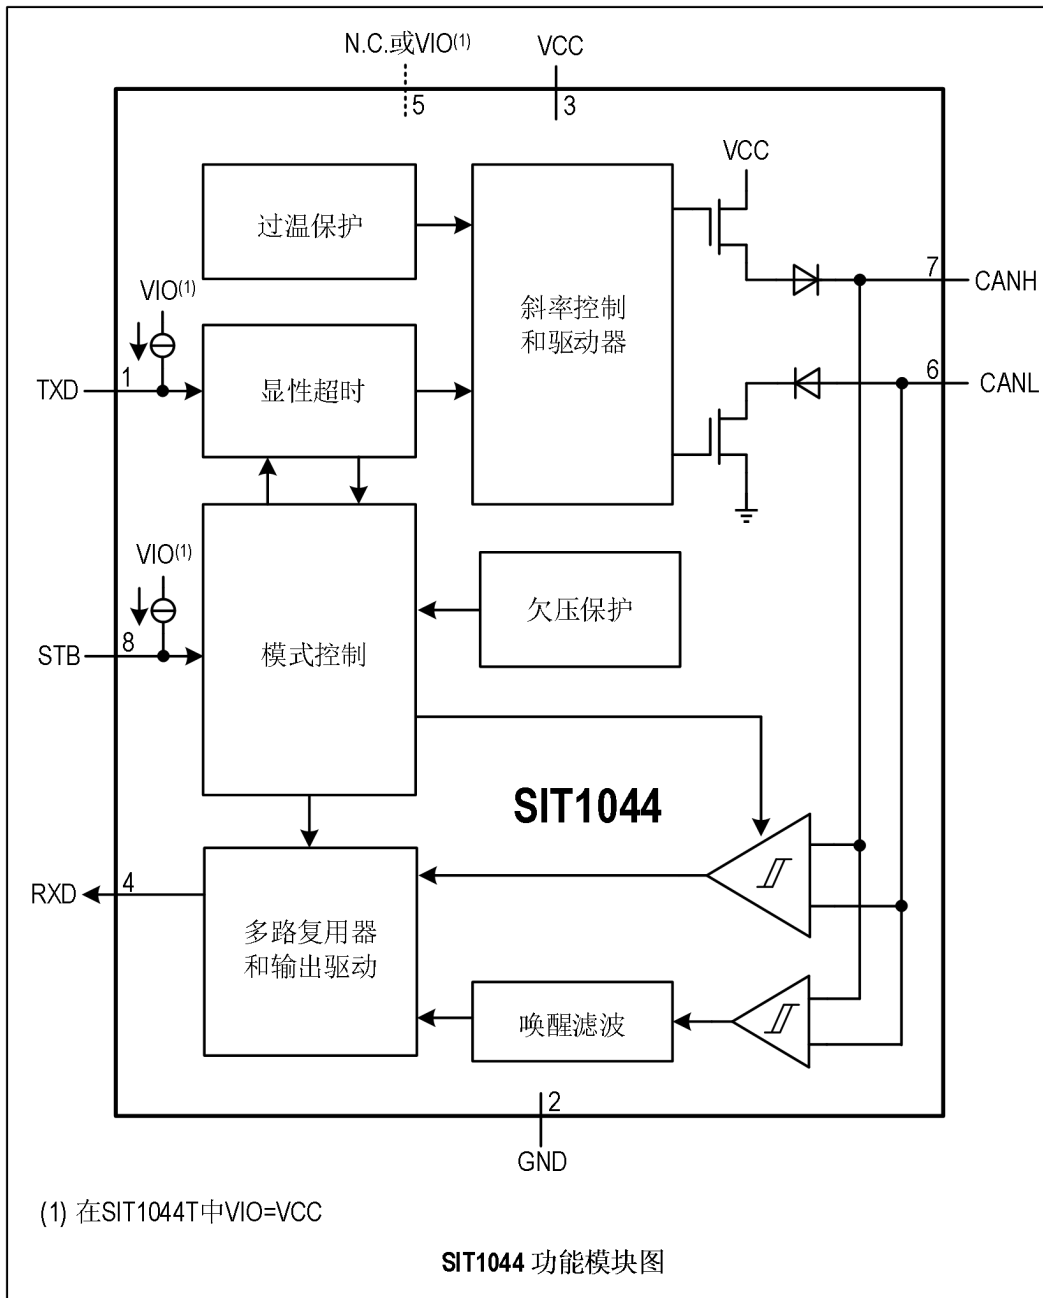 N.C.或VIO(1)
VCC
5
3
VCC
过温保护
7
CANH
VIO(1)
斜率控制
和驱动器
TXD
1
显性超时
6
CANL
VIO(1)
欠压保护
STB
8
模式控制
SIT1044
RXD
4
多路复用器
和输出驱动
唤醒滤波
2
GND
(1) 在SIT1044T中VIO=VCC
SIT1044 功能模块图